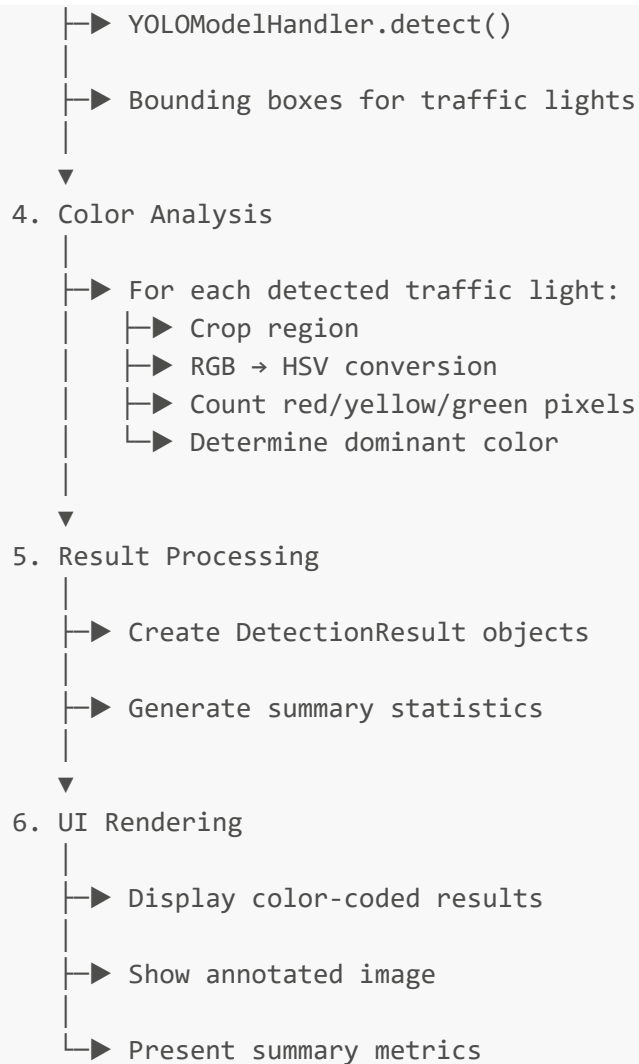 ├─▶ YOLOModelHandler.detect()
│
├─▶ Bounding boxes for traffic lights
│
▼
4. Color Analysis
│
├─▶ For each detected traffic light:
│ ├─▶ Crop region
│ ├─▶ RGB → HSV conversion
│ ├─▶ Count red/yellow/green pixels
│ └─▶ Determine dominant color
│
▼
5. Result Processing
│
├─▶ Create DetectionResult objects
│
├─▶ Generate summary statistics
│
▼
6. UI Rendering
│
├─▶ Display color-coded results
│
├─▶ Show annotated image
│
└─▶ Present summary metrics